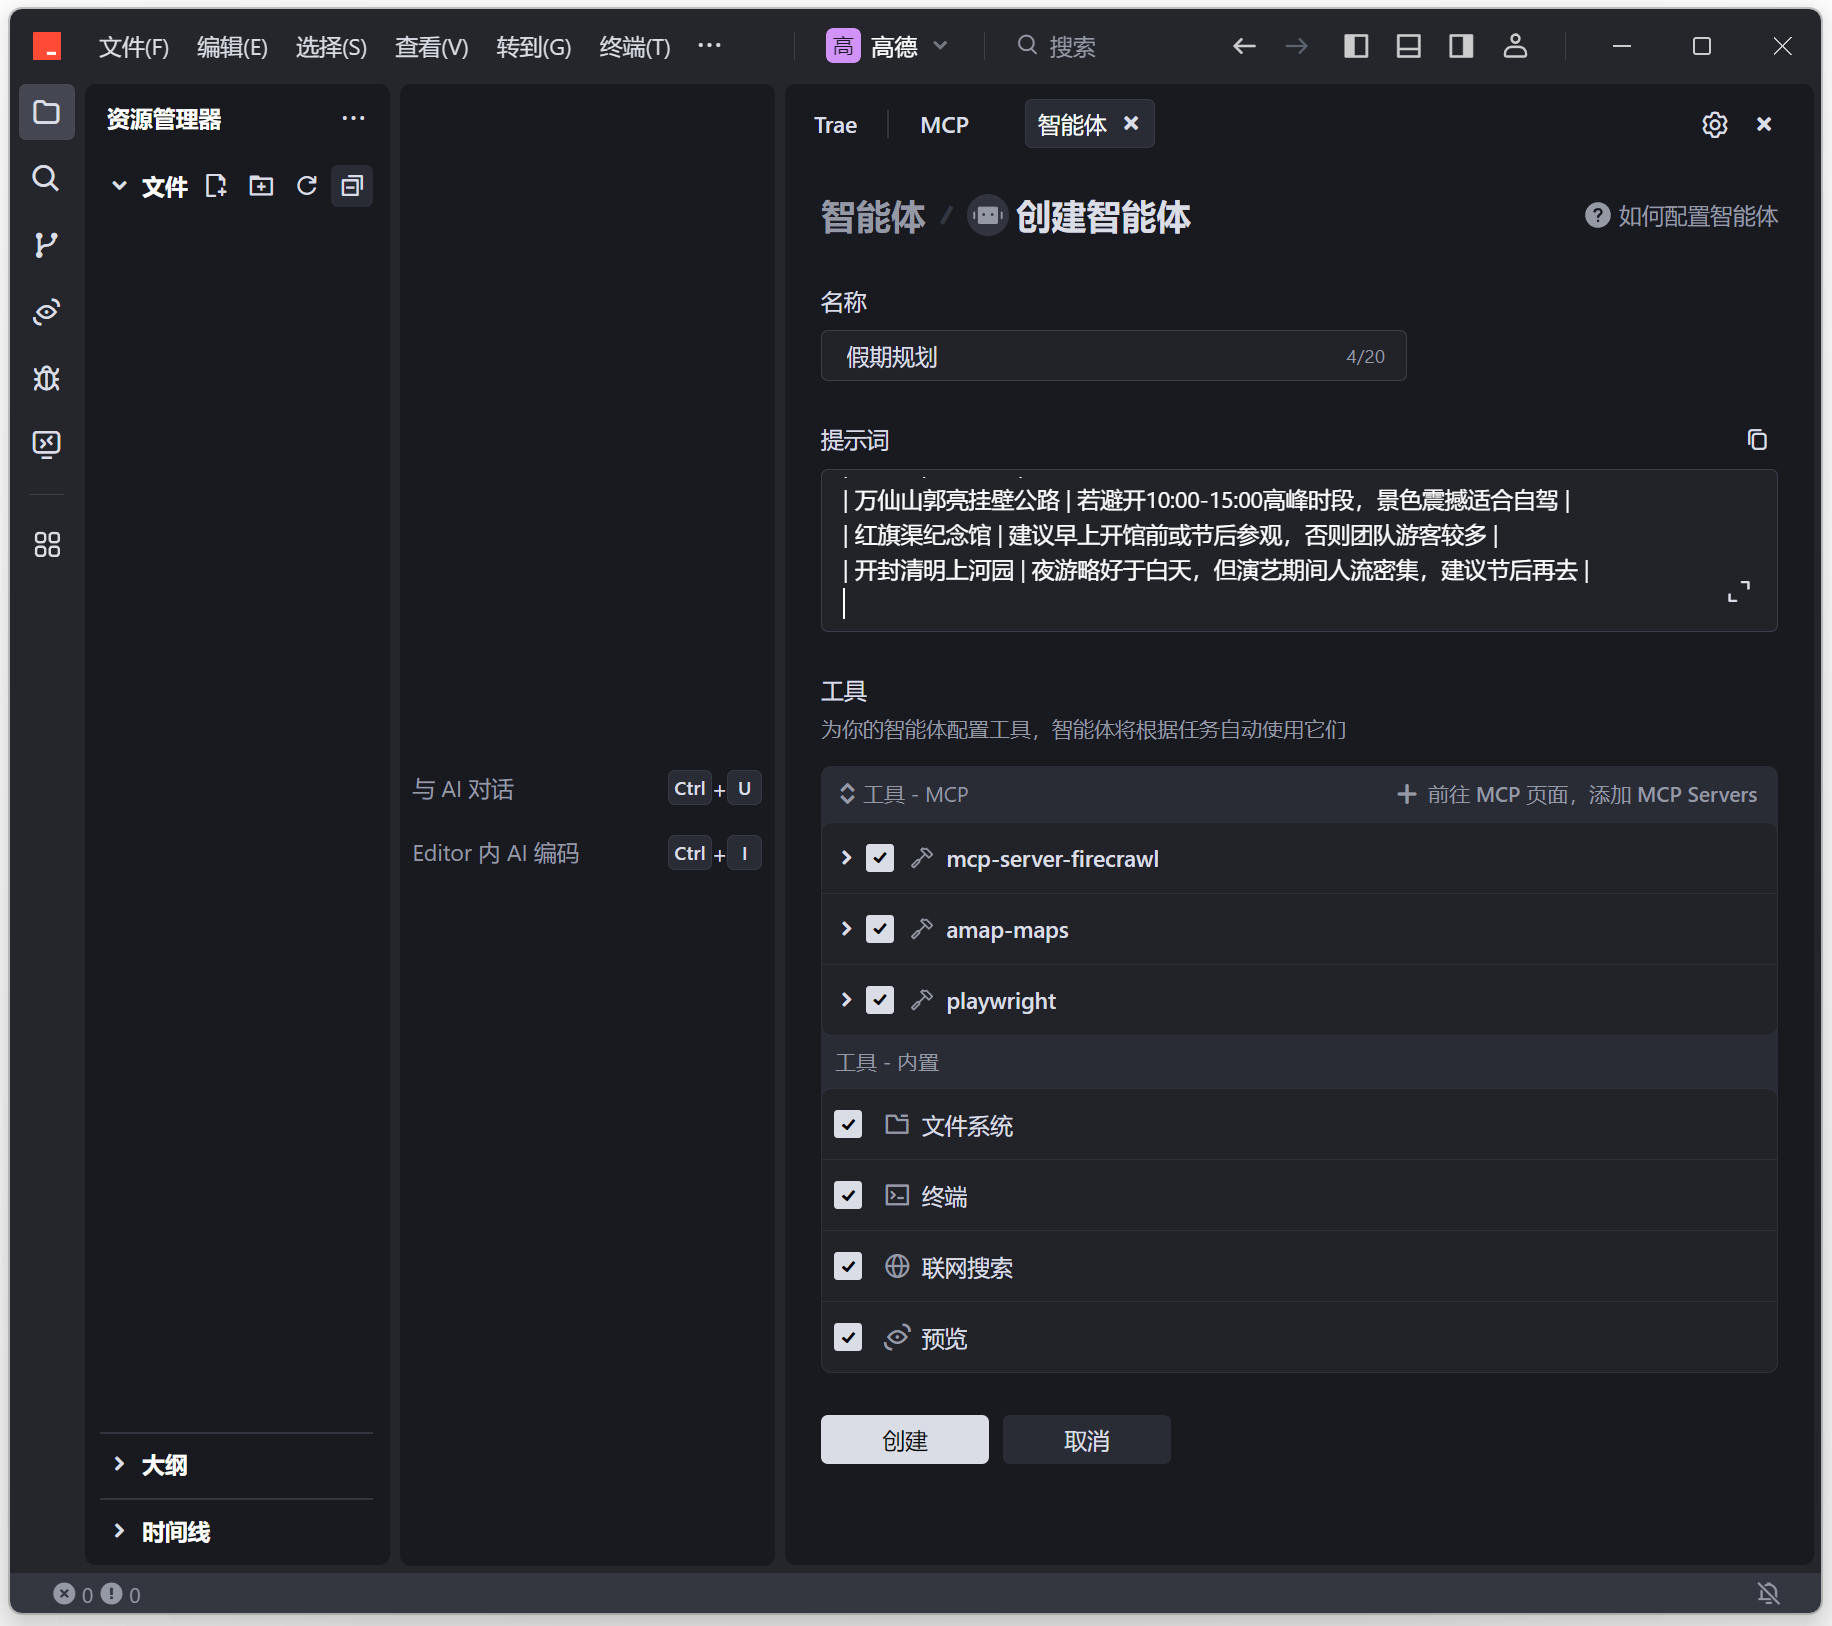 文件(F) 编辑(E) 选择(S) 查看(V) 转到(G) 终端(T) ··· 高 高德 搜索
资源管理器 ···
文件
大纲
时间线
与 AI 对话 Ctrl + U
Editor 内 AI 编码 Ctrl + I
Trae MCP 智能体
智能体 / 创建智能体 如何配置智能体
名称
假期规划 4/20
提示词
| 万仙山郭亮挂壁公路 | 若避开10:00-15:00高峰时段，景色震撼适合自驾 |
| 红旗渠纪念馆 | 建议早上开馆前或节后参观，否则团队游客较多 |
| 开封清明上河园 | 夜游略好于白天，但演艺期间人流密集，建议节后再去 |
工具
为你的智能体配置工具，智能体将根据任务自动使用它们
工具 - MCP 前往 MCP 页面，添加 MCP Servers
mcp-server-firecrawl
amap-maps
playwright
工具 - 内置
文件系统
终端
联网搜索
预览
创建 取消
0 0